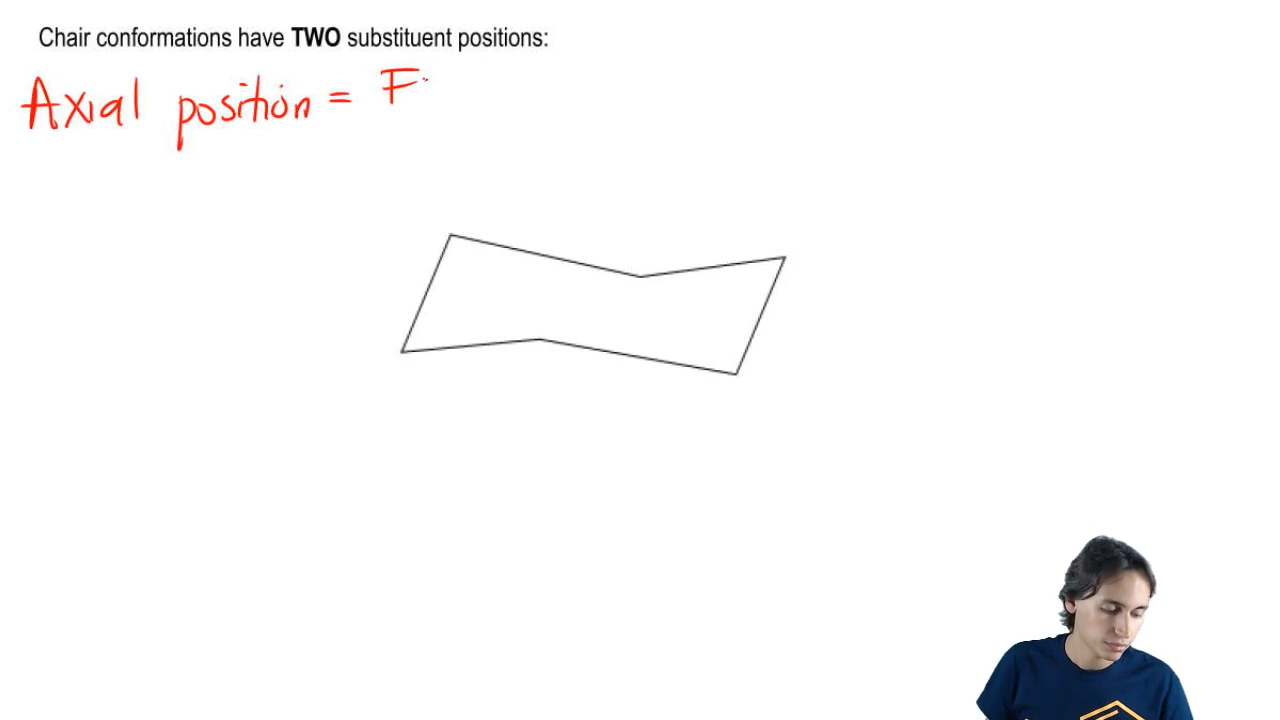 Chair conformations have TWO substituent positions:
Axial position = F